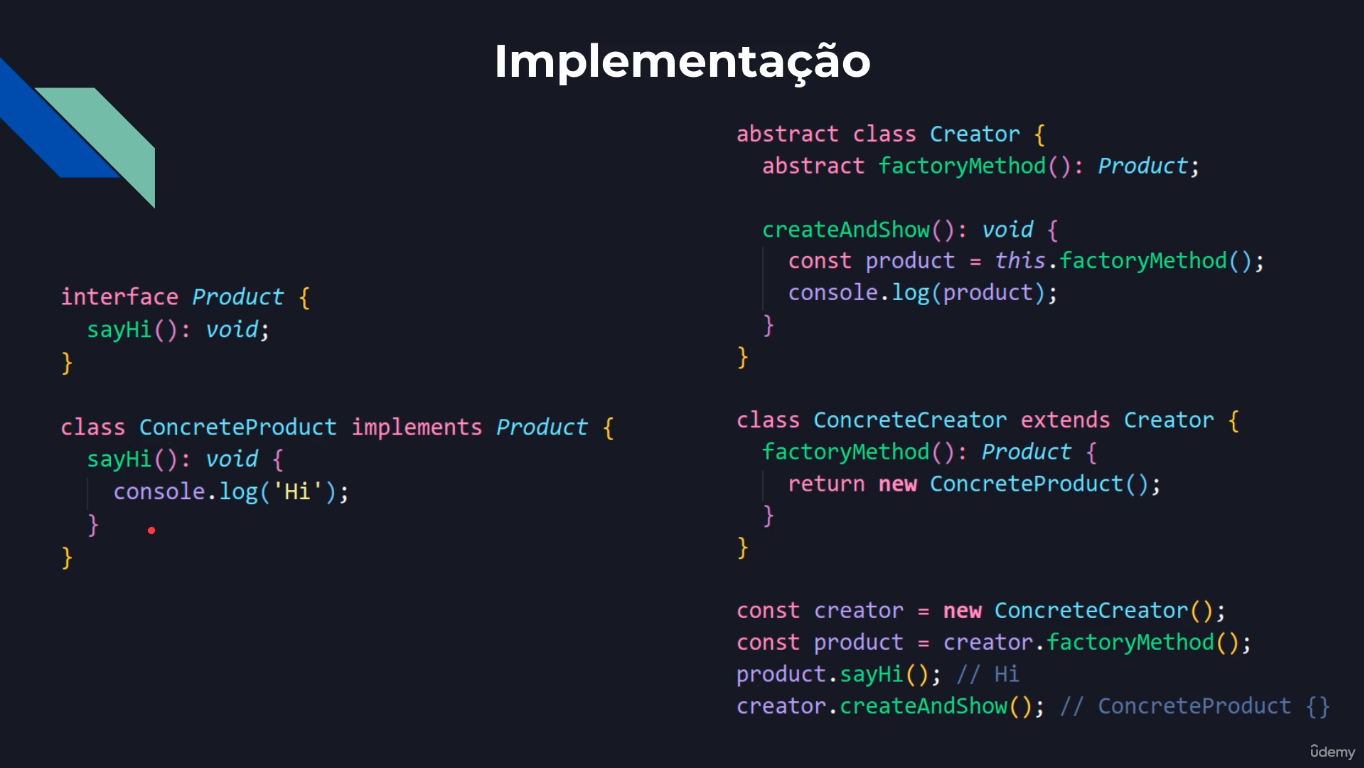 Implementação
interface Product {
  sayHi(): void;
}
class ConcreteProduct implements Product {
  sayHi(): void {
    console.log('Hi');
  }
}
abstract class Creator {
  abstract factoryMethod(): Product;
  createAndShow(): void {
    const product = this.factoryMethod();
    console.log(product);
  }
}
class ConcreteCreator extends Creator {
  factoryMethod(): Product {
    return new ConcreteProduct();
  }
}
const creator = new ConcreteCreator();
const product = creator.factoryMethod();
product.sayHi(); // Hi
creator.createAndShow(); // ConcreteProduct {}
ûdemy